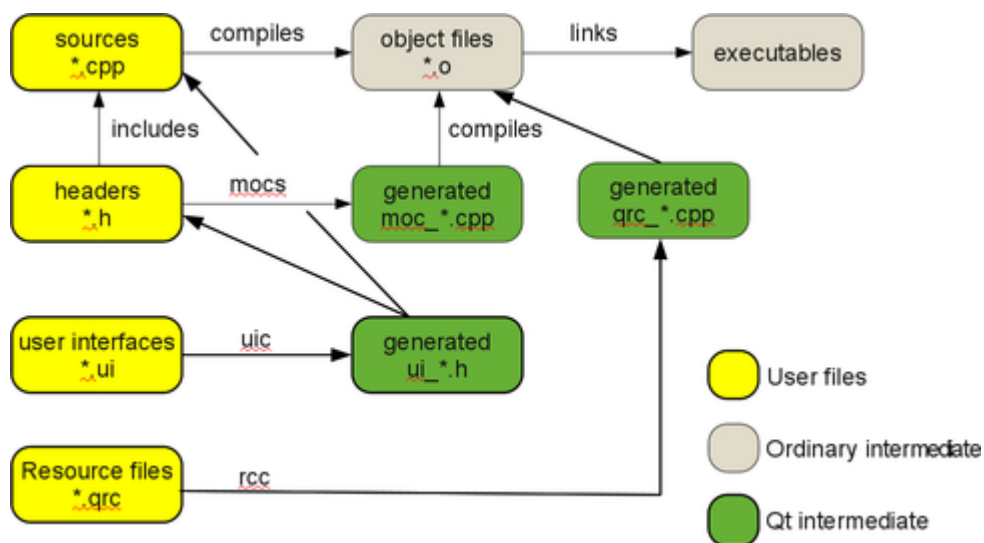 sources
*.cpp
compiles
object files
*.o
links
executables
includes
compiles
headers
*.h
mocs
generated
moc_*.cpp
generated
qrc_*.cpp
user interfaces
*.ui
uic
generated
ui_*.h
User files
Ordinary intermediate
Resource files
*.qrc
rcc
Qt intermediate